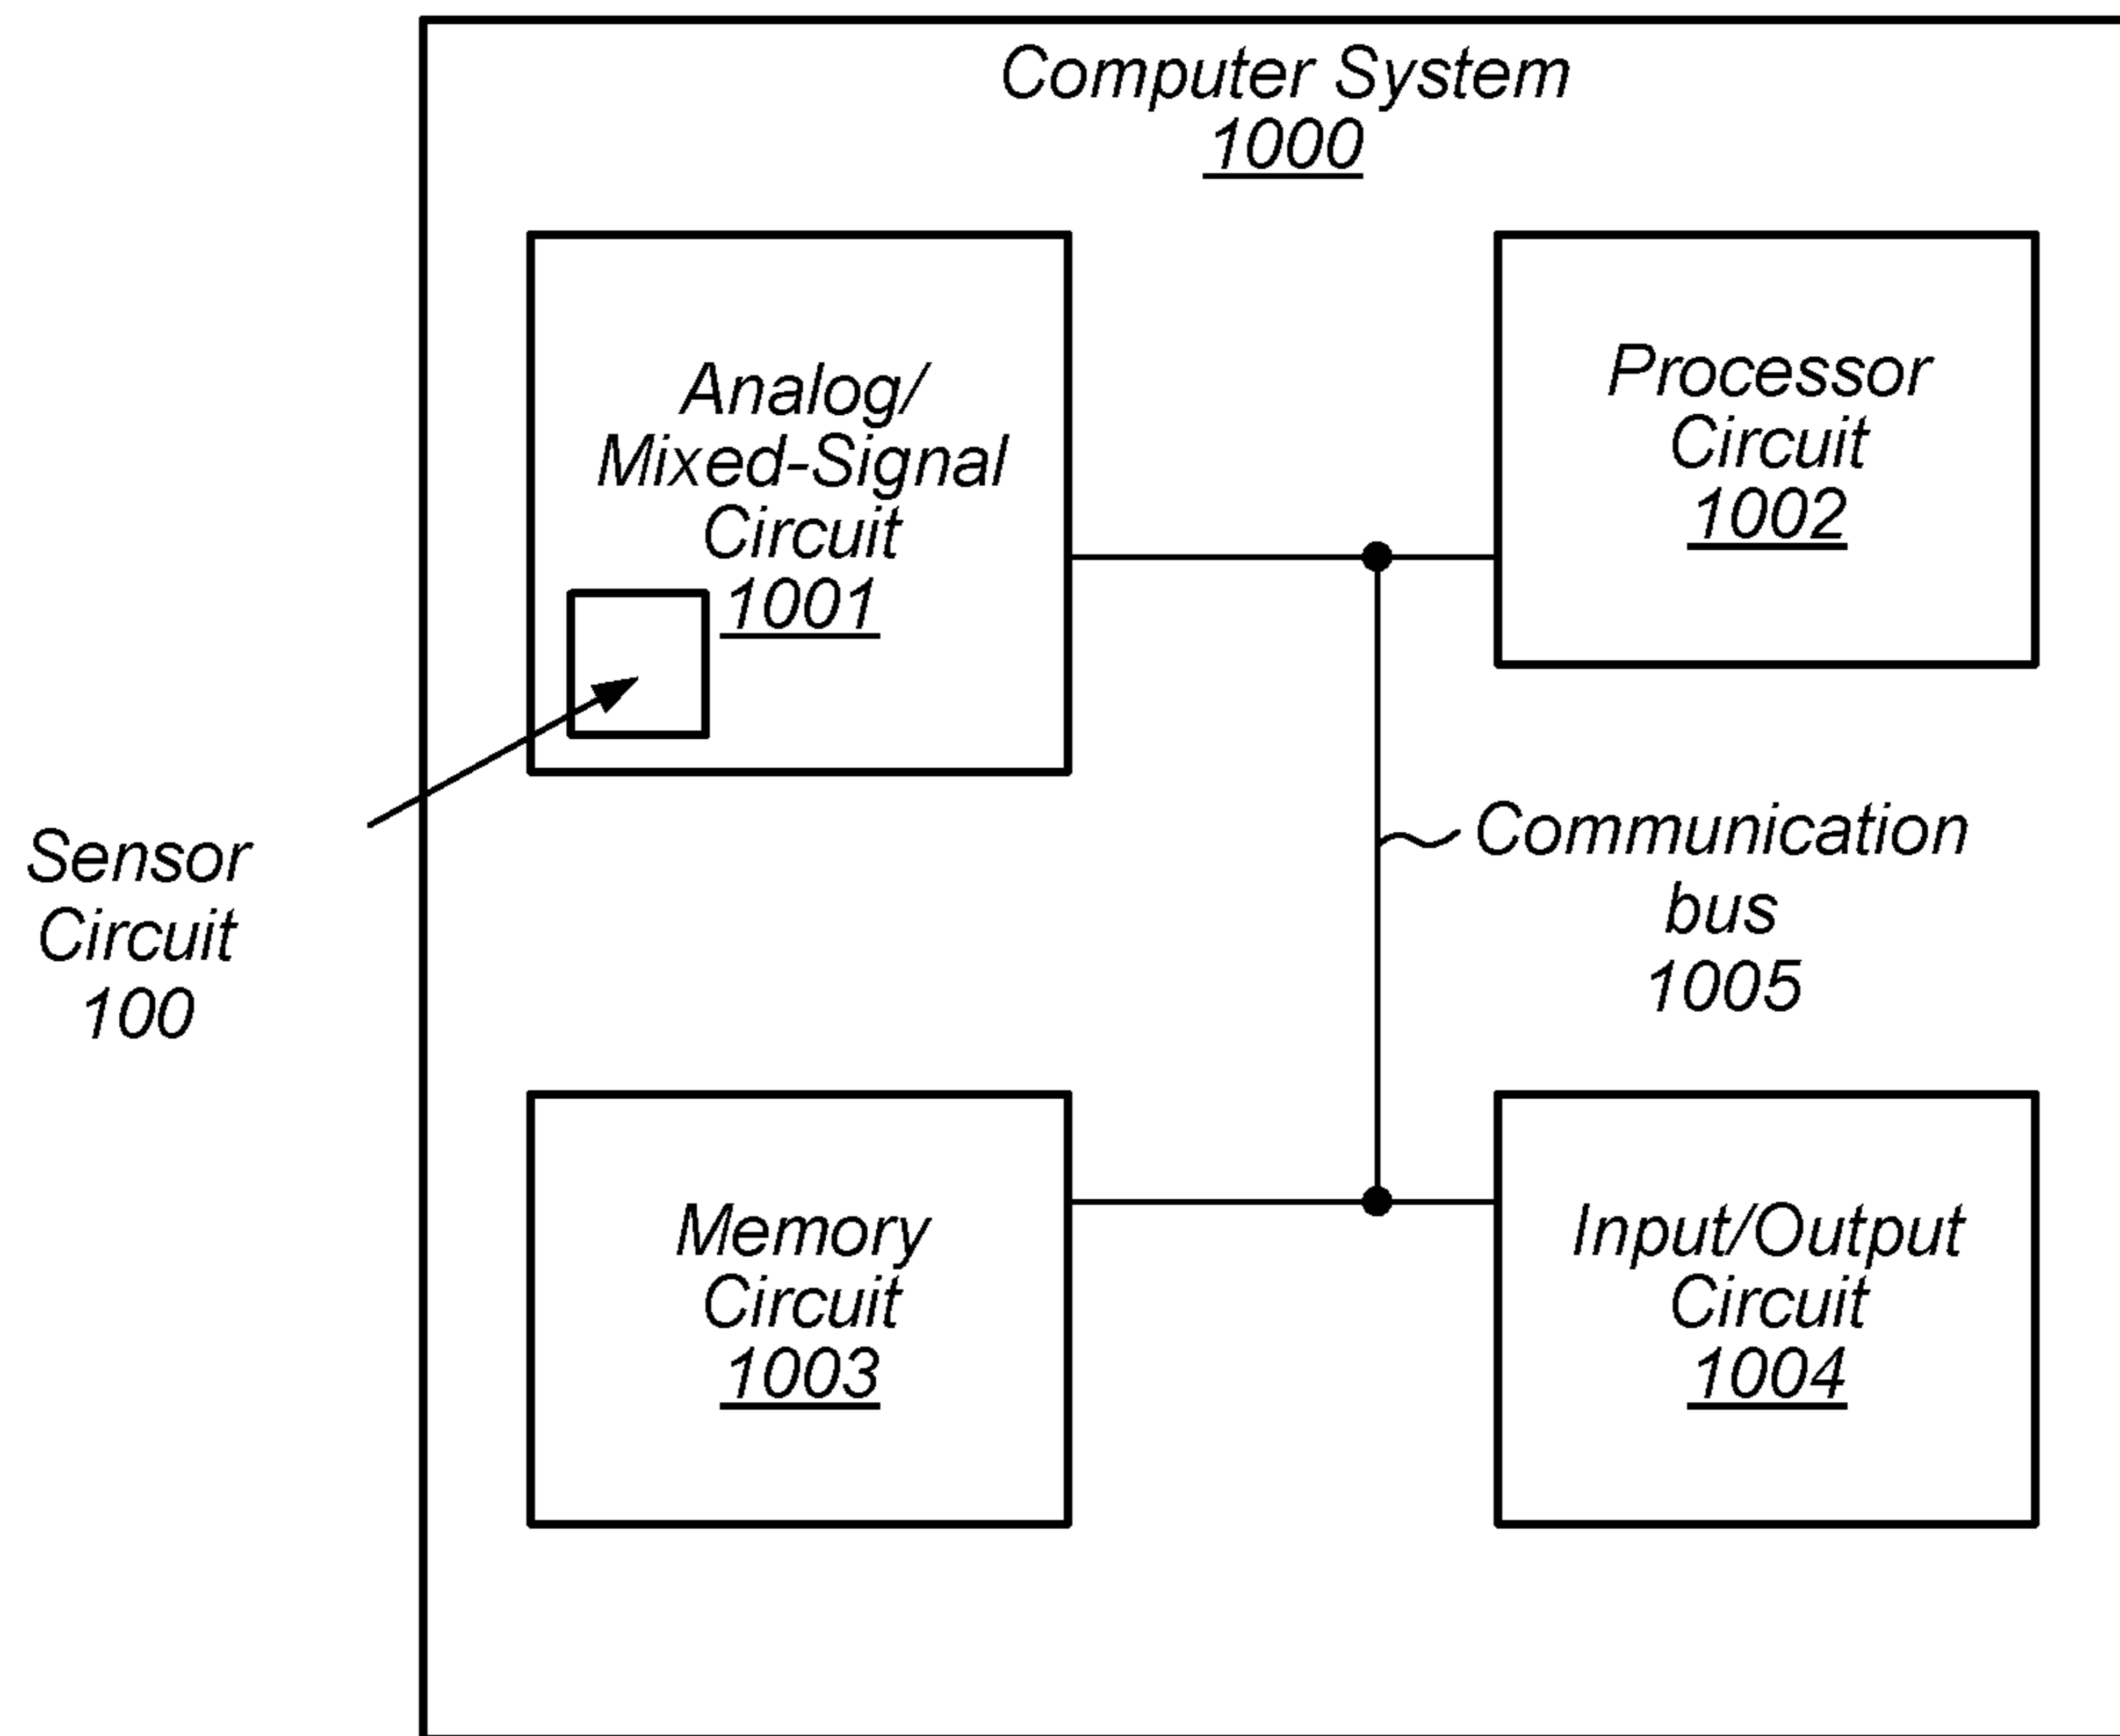 Computer System
1000
Analog/
Mixed-Signal
Circuit
1001
Processor
Circuit
1002
Sensor
Circuit
100
Communication
bus
1005
Memory
Circuit
1003
Input/Output
Circuit
1004